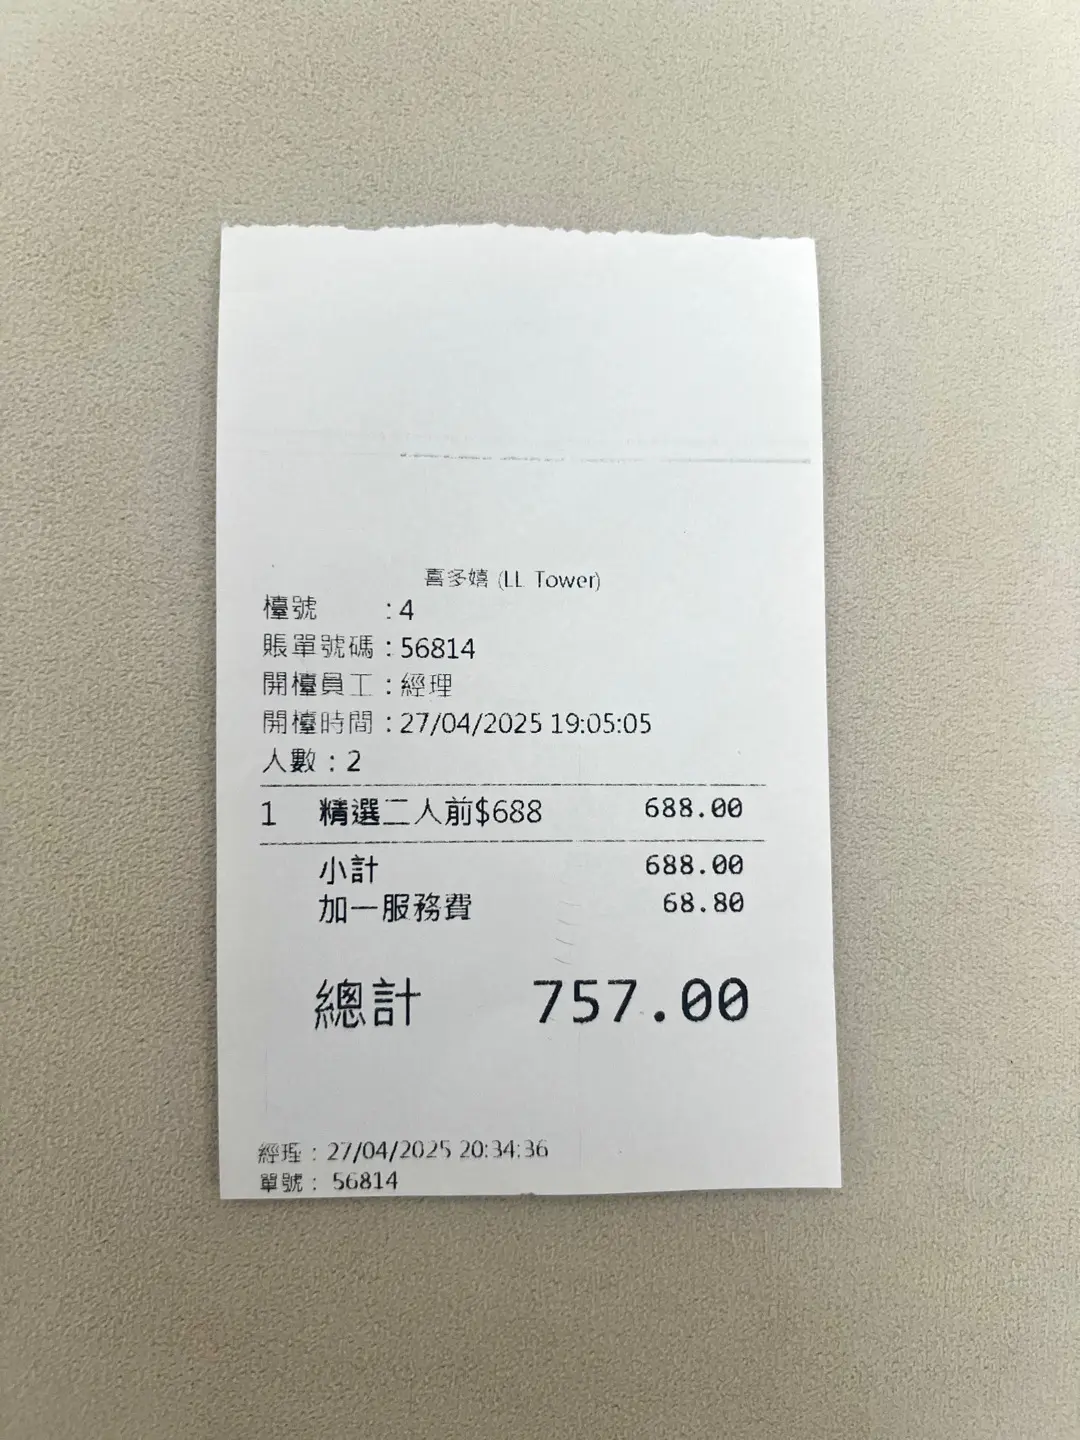 喜多嬉 (LL Tower)
檯號 : 4
賬單號碼 : 56814
開檯員工 : 經理
開檯時間 : 27/04/2025 19:05:05
人數 : 2
1 精選二人前$688 688.00
小計 688.00
加一服務費 68.80
總計 757.00
經理 : 27/04/2025 20:34:36
單號 : 56814